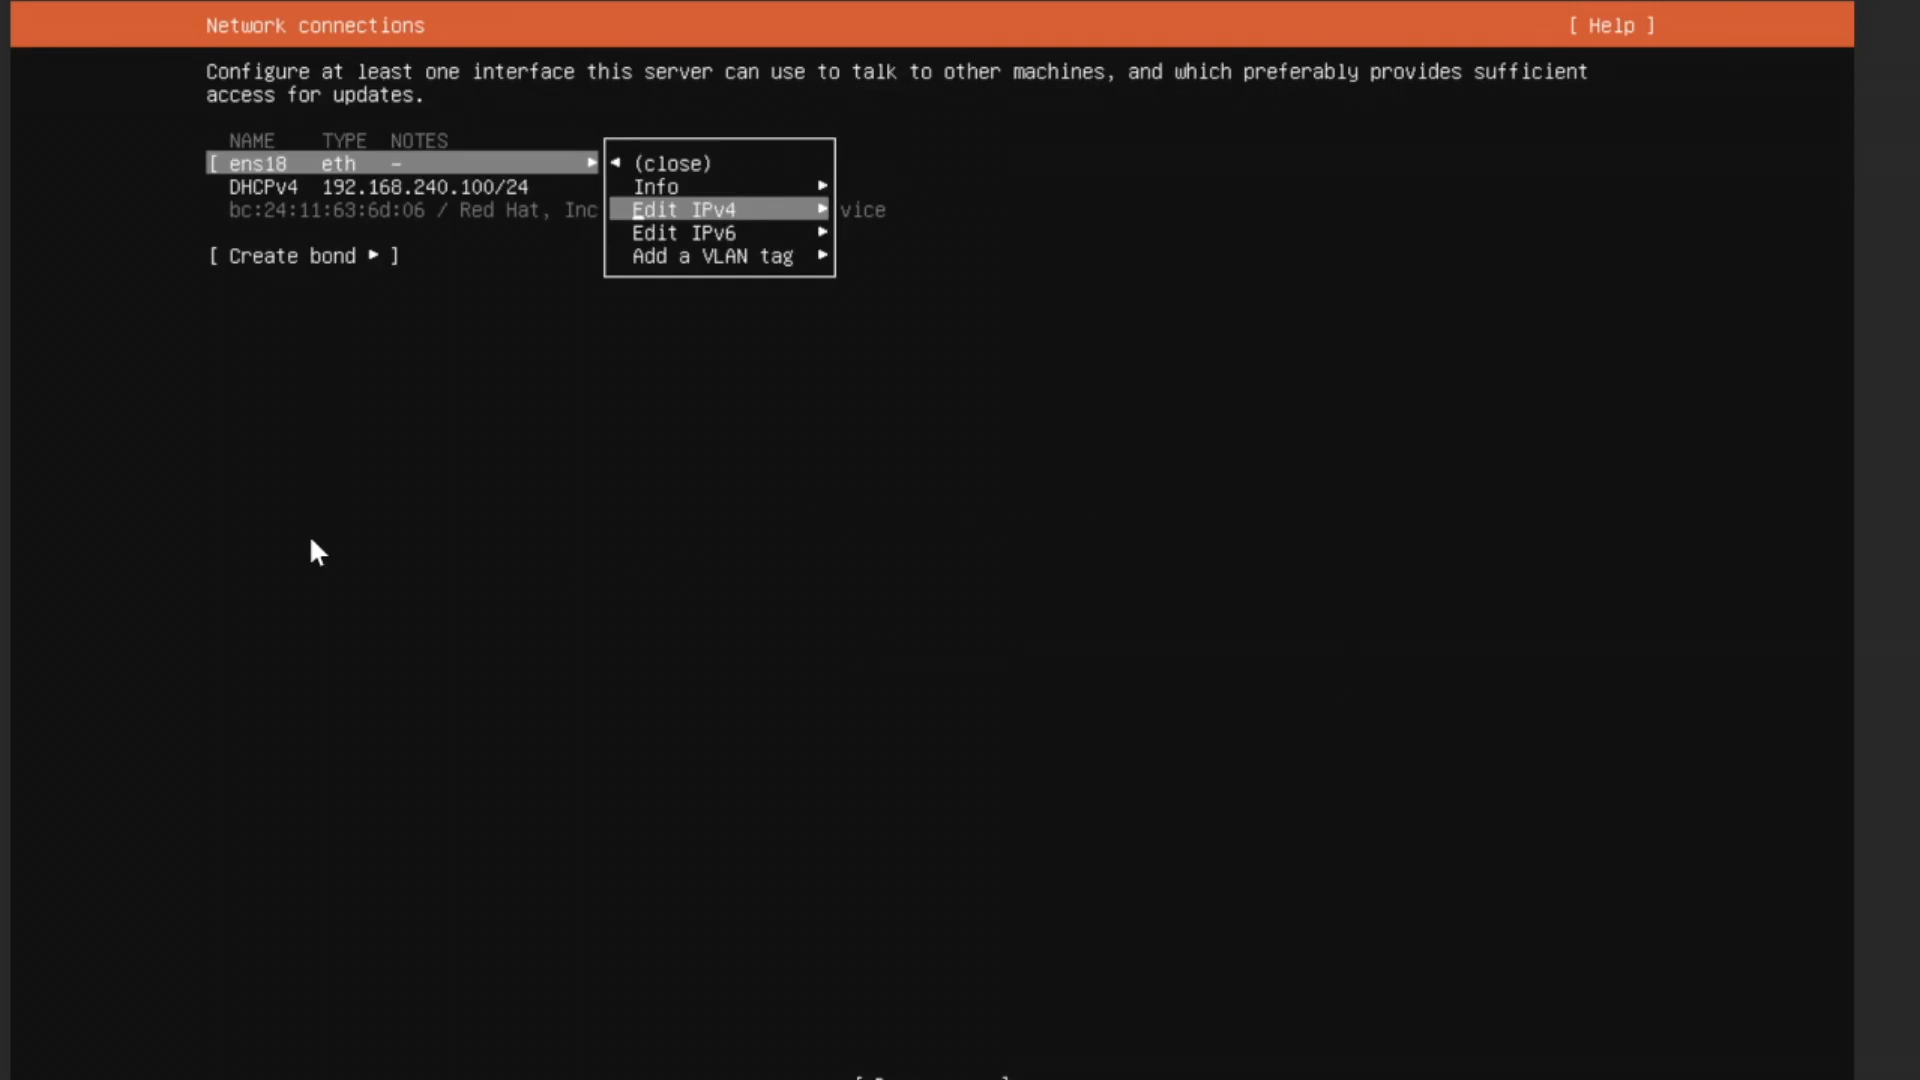 Network connections [ Help ]
Configure at least one interface this server can use to talk to other machines, and which preferably provides sufficient
access for updates.
NAME TYPE NOTES
[ ens18 eth – ▸ ◂ (close)
DHCPv4 192.168.240.100/24 Info ▸
bc:24:11:63:6d:06 / Red Hat, Inc Edit IPv4 ▸ vice
Edit IPv6 ▸
[ Create bond ▸ ] Add a VLAN tag ▸